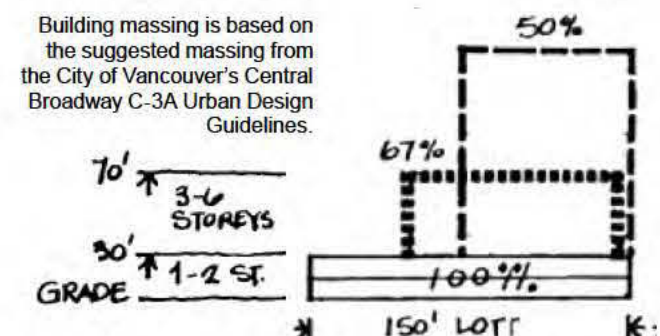 Building massing is based on
the suggested massing from
the City of Vancouver's Central
Broadway C-3A Urban Design
Guidelines.
50%
67%
70'
3-6
STOREYS
30'
1-2 ST.
GRADE
100%
150' LOT